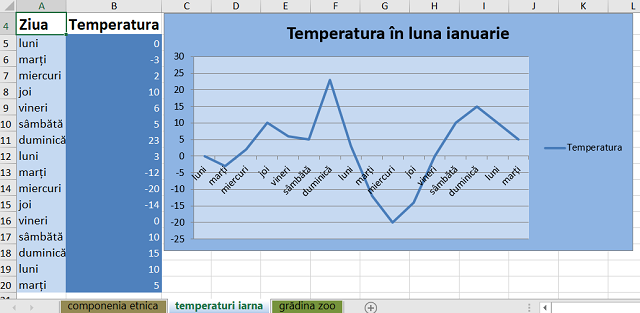 A B C D E F G H I J K L
4 Ziua Temperatura
5 luni 0
6 marți -3
7 miercuri 2
8 joi 10
9 vineri 6
10 sâmbătă 5
11 duminică 23
12 luni 3
13 marți -12
14 miercuri -20
15 joi -14
16 vineri 0
17 sâmbătă 10
18 duminică 15
19 luni 10
20 marți 5
Temperatura în luna ianuarie
30
25
20
15
10
5
0
-5
-10
-15
-20
-25
luni marți miercuri joi vineri sâmbătă duminică luni marți miercuri joi vineri sâmbătă duminică luni marți
Temperatura
componenia etnica temperaturi iarna grădina zoo